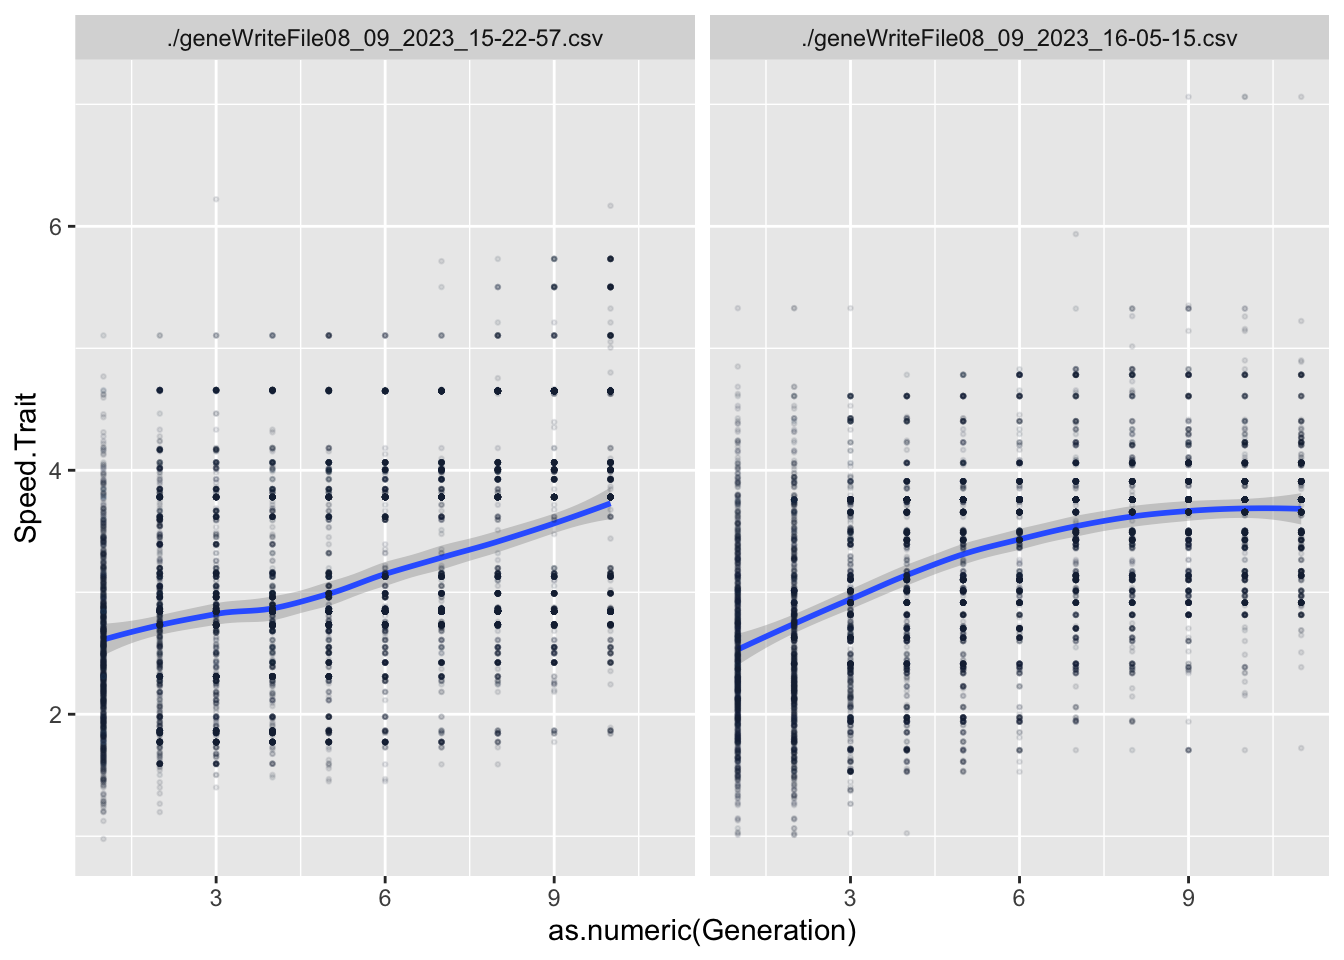 ./geneWriteFile08_09_2023_15-22-57.csv
./geneWriteFile08_09_2023_16-05-15.csv
Speed.Trait
6
4
2
3
6
9
3
6
9
as.numeric(Generation)